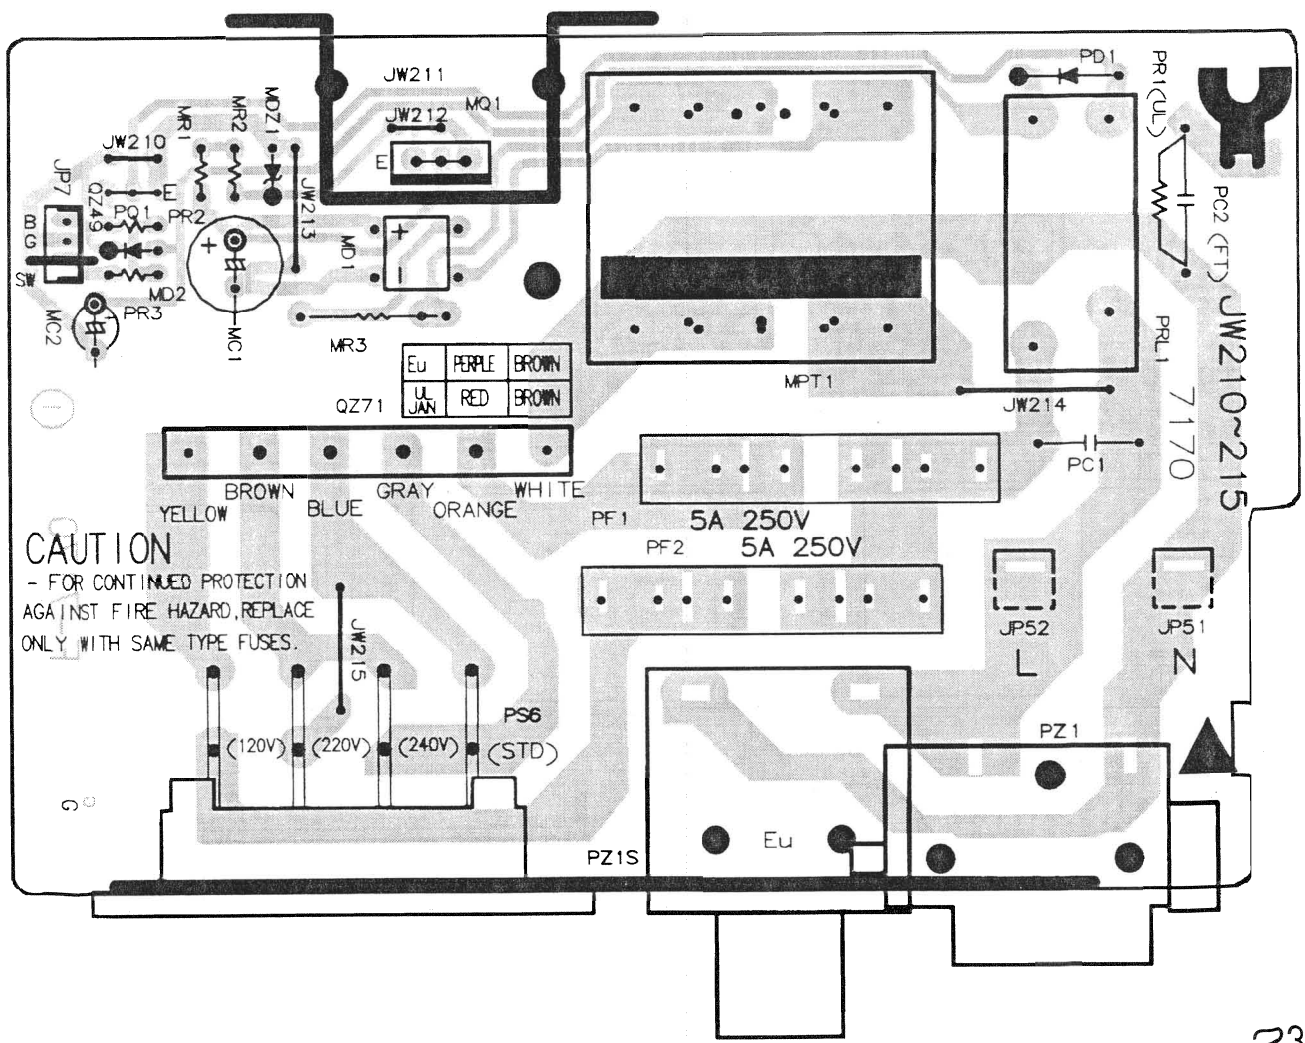 JW211
MQ1
JW212
E
PD1
PR1(UL)
MR1
MR2
MDZ1
JW210
JP7
QZ49
E
PQ1
PR2
B
G
SW
MD2
PR3
MC2
+
MC1
JW213
MD1
+
-
MR3
PC2 (FT)
JW210~215
PRL1
7170
MPT1
JW214
PC1
Eu PERPLE BROWN
UL JAN RED BROWN
QZ71
YELLOW
BROWN
BLUE
GRAY
ORANGE
WHITE
PF1 5A 250V
PF2 5A 250V
CAUTION
- FOR CONTINUED PROTECTION
AGAINST FIRE HAZARD,REPLACE
ONLY WITH SAME TYPE FUSES.
JW215
JP52
L
JP51
N
PS6
(120V) (220V) (240V) (STD)
PZ1
G
Eu
PZ1S